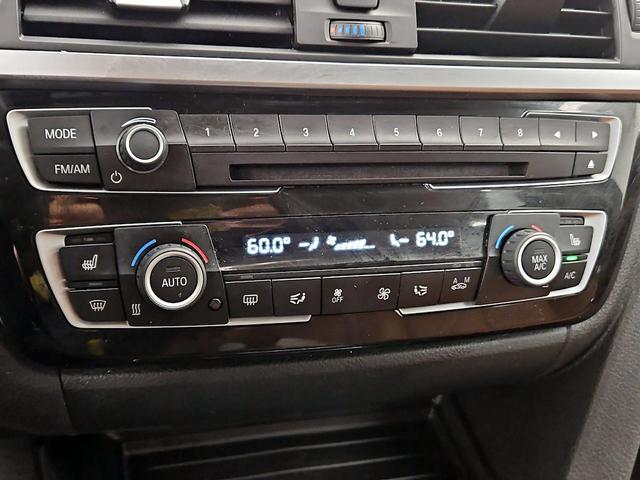 MODE
1 2 3 4 5 6 7 8
FM/AM
60.0° 64.0°
AUTO
MAX
A/C
OFF
A M
A/C